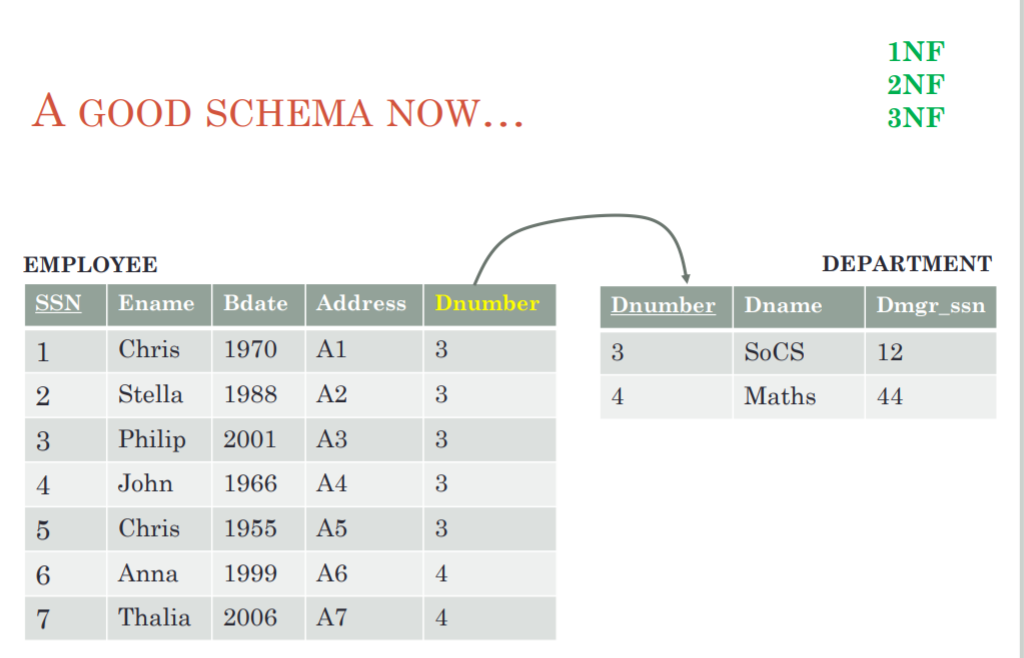 1NF
2NF
3NF
A GOOD SCHEMA NOW...
EMPLOYEE
SSN Ename Bdate Address Dnumber
1 Chris 1970 A1 3
2 Stella 1988 A2 3
3 Philip 2001 A3 3
4 John 1966 A4 3
5 Chris 1955 A5 3
6 Anna 1999 A6 4
7 Thalia 2006 A7 4
DEPARTMENT
Dnumber Dname Dmgr_ssn
3 SoCS 12
4 Maths 44